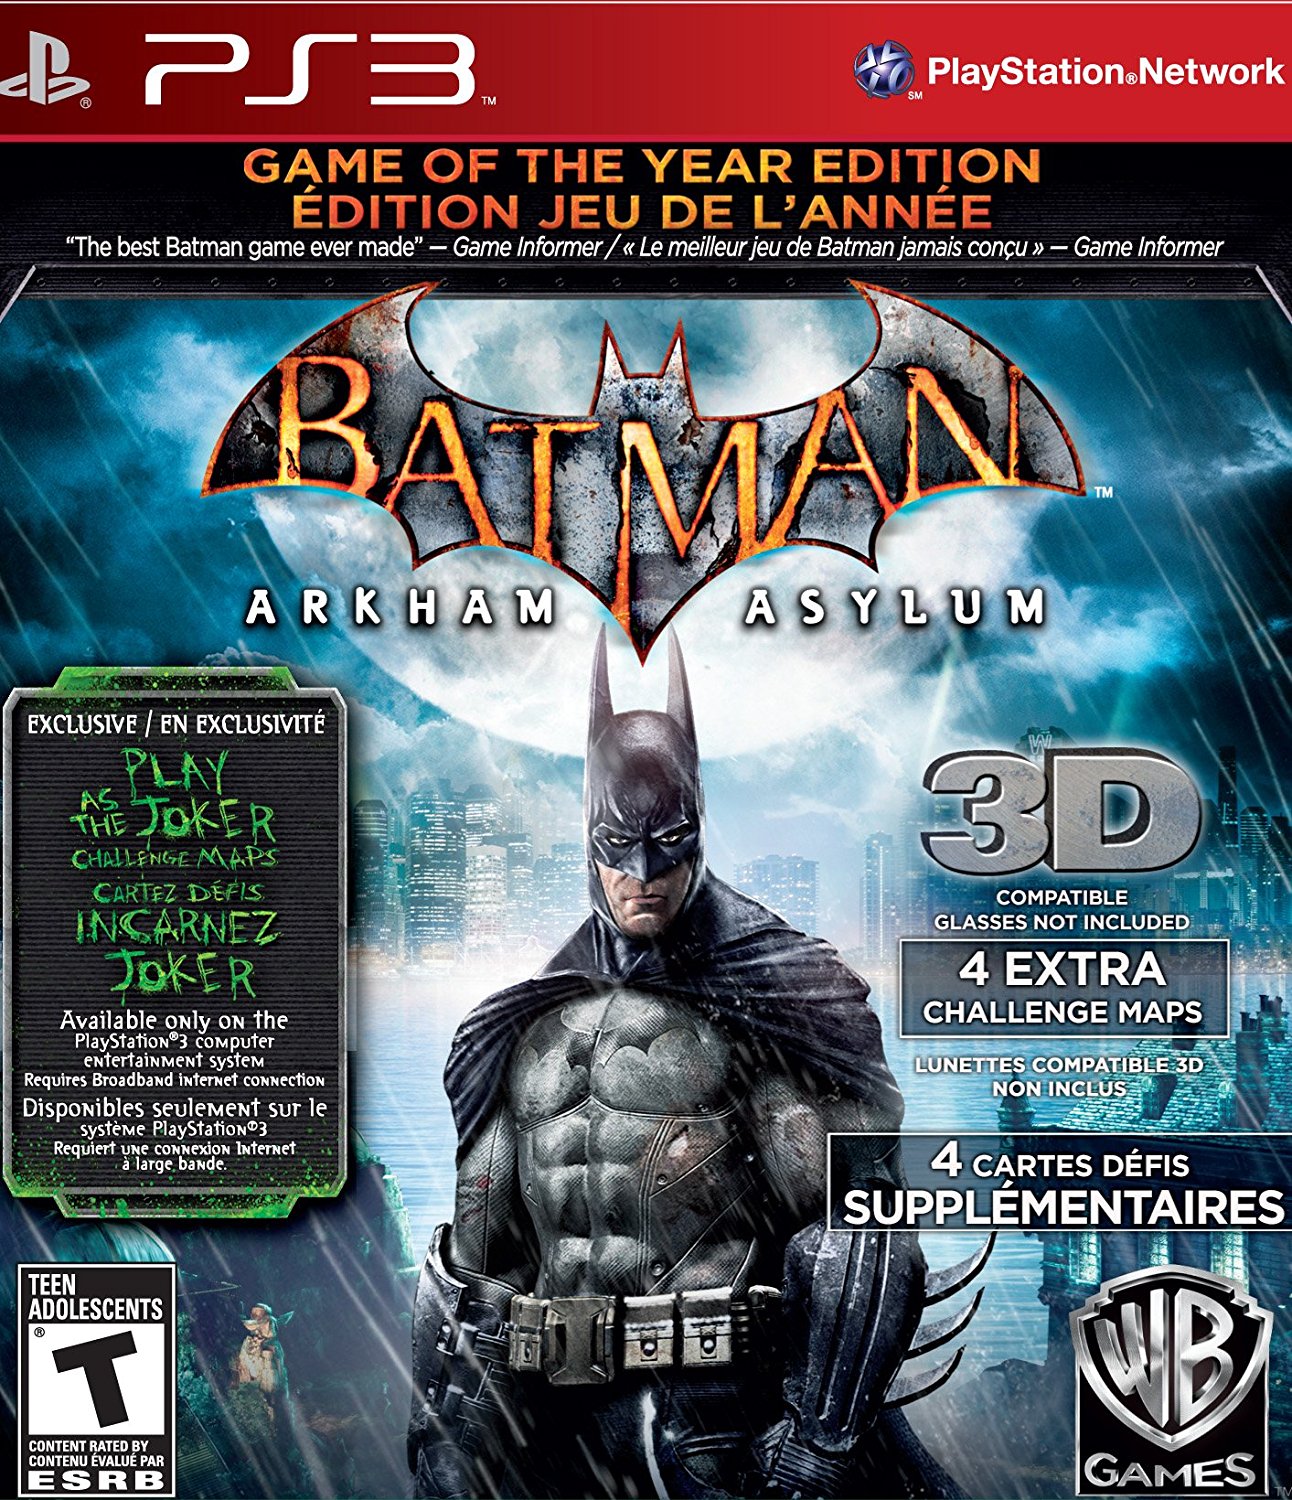 PS3™
PlayStation®Network
SM
GAME OF THE YEAR EDITION
ÉDITION JEU DE L'ANNÉE
“The best Batman game ever made” — Game Informer / « Le meilleur jeu de Batman jamais conçu » — Game Informer
BATMAN™
ARKHAM ASYLUM
EXCLUSIVE / EN EXCLUSIVITÉ
PLAY
AS THE JOKER
CHALLENGE MAPS
CARTEZ DÉFIS
INCARNEZ
JOKER
Available only on the
PlayStation®3 computer
entertainment system
Requires Broadband internet connection
Disponibles seulement sur le
système PlayStation®3
Requiert une connexion Internet
à large bande.
3D
COMPATIBLE
GLASSES NOT INCLUDED
4 EXTRA
CHALLENGE MAPS
LUNETTES COMPATIBLE 3D
NON INCLUS
4 CARTES DÉFIS
SUPPLÉMENTAIRES
TEEN
ADOLESCENTS
®
T
CONTENT RATED BY
CONTENU ÉVALUÉ PAR
ESRB
WB
GAMES
TM